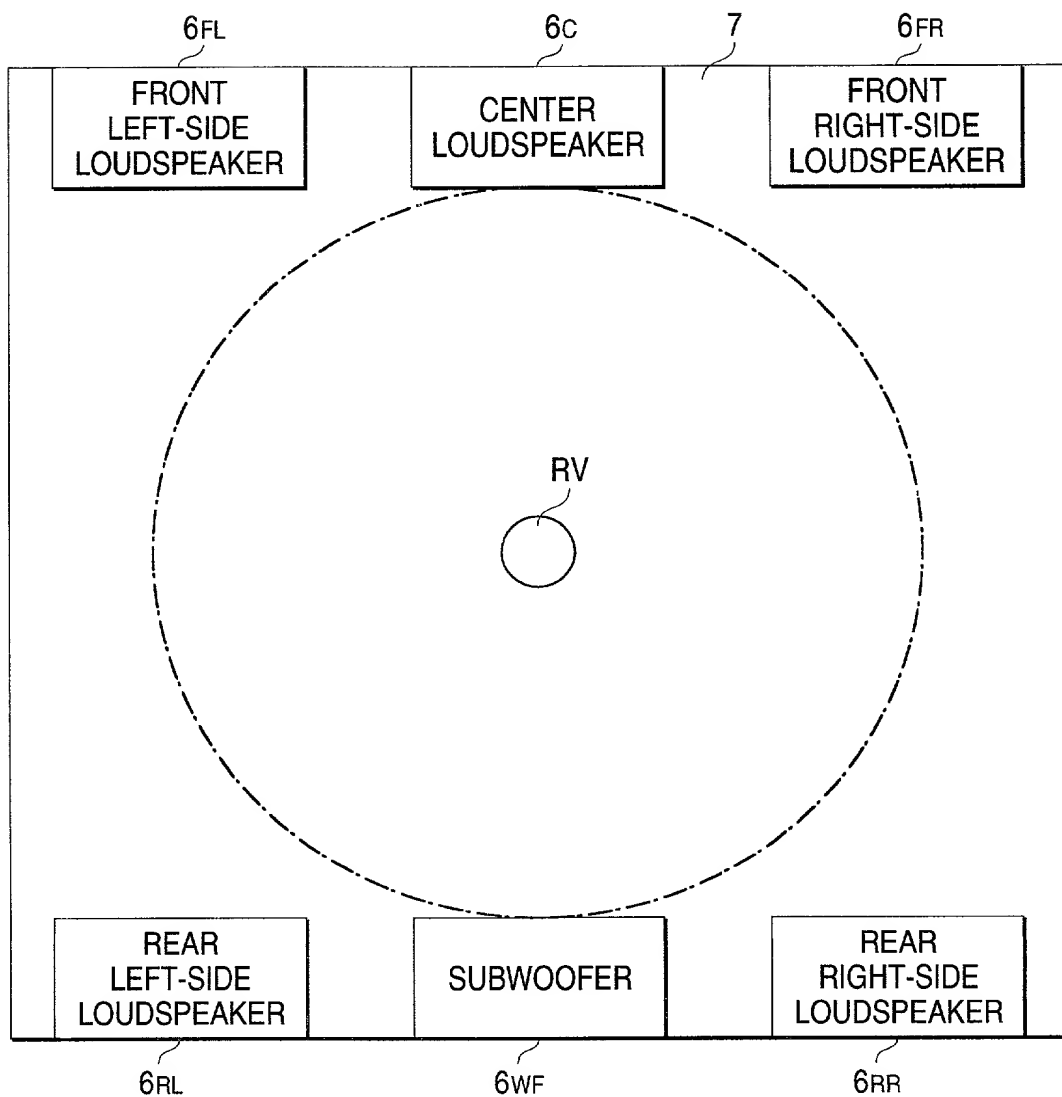 6FL 6C 7 6FR
FRONT
LEFT-SIDE
LOUDSPEAKER
CENTER
LOUDSPEAKER
FRONT
RIGHT-SIDE
LOUDSPEAKER
RV
REAR
LEFT-SIDE
LOUDSPEAKER
SUBWOOFER
REAR
RIGHT-SIDE
LOUDSPEAKER
6RL 6WF 6RR